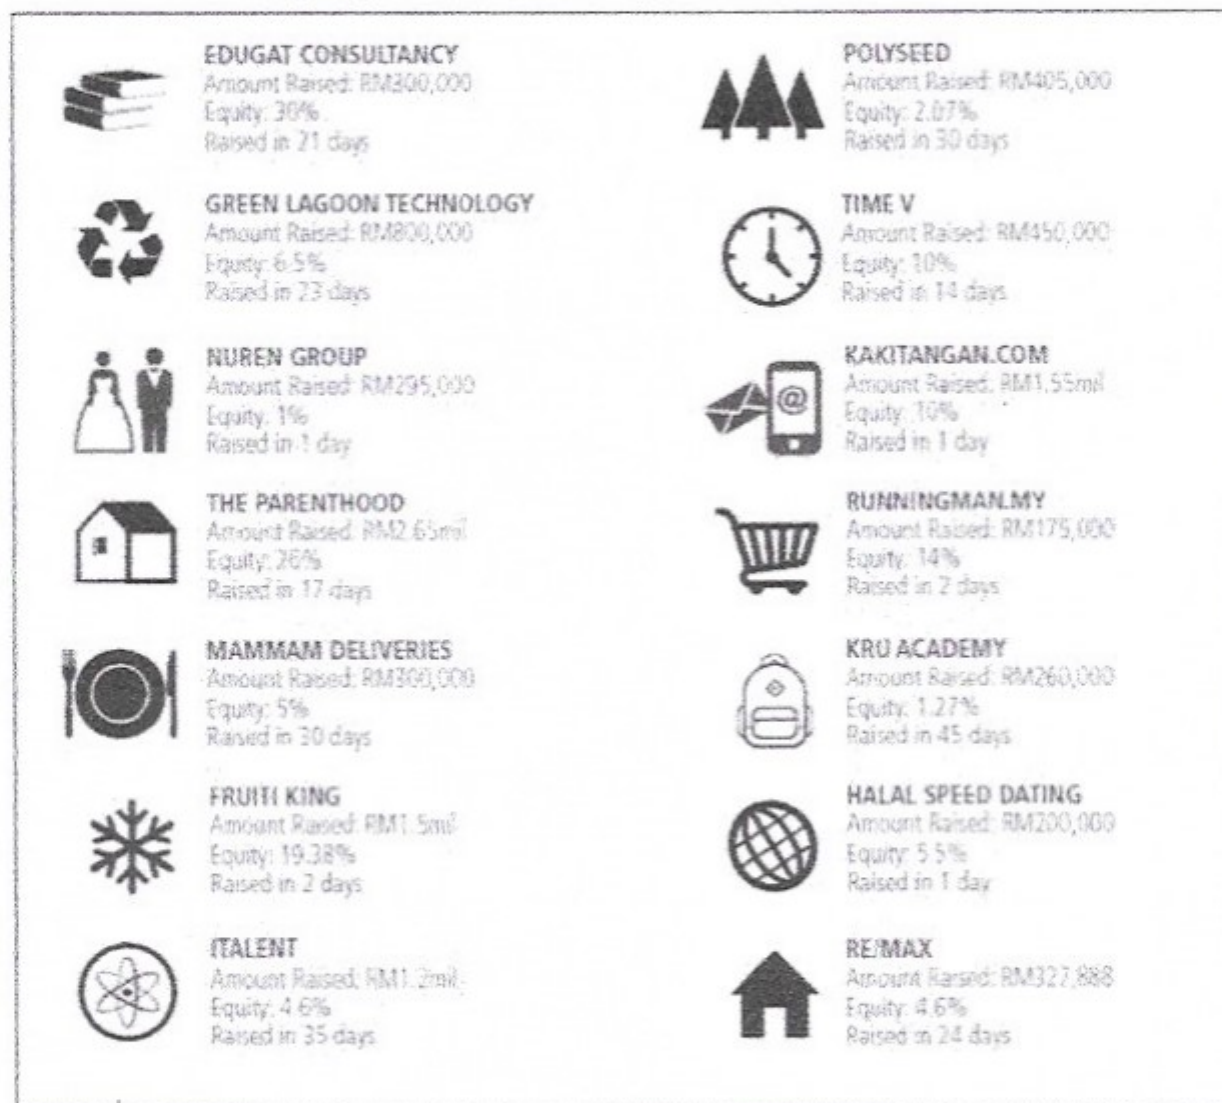 EDUGAT CONSULTANCY
Amount Raised: RM300,000
Equity: 30%
Raised in 21 days
GREEN LAGOON TECHNOLOGY
Amount Raised: RM800,000
Equity: 6.5%
Raised in 23 days
NUREN GROUP
Amount Raised: RM295,000
Equity: 1%
Raised in 1 day
THE PARENTHOOD
Amount Raised: RM2.65mil
Equity: 26%
Raised in 17 days
MAMMAM DELIVERIES
Amount Raised: RM300,000
Equity: 5%
Raised in 30 days
FRUITI KING
Amount Raised: RM1.5mil
Equity: 19.38%
Raised in 2 days
ITALENT
Amount Raised: RM1.2mil
Equity: 4.6%
Raised in 35 days
POLYSEED
Amount Raised: RM405,000
Equity: 2.07%
Raised in 30 days
TIME V
Amount Raised: RM450,000
Equity: 10%
Raised in 14 days
KAKITANGAN.COM
Amount Raised: RM1.55mil
Equity: 10%
Raised in 1 day
@
RUNNINGMAN.MY
Amount Raised: RM175,000
Equity: 14%
Raised in 2 days
KRU ACADEMY
Amount Raised: RM260,000
Equity: 1.27%
Raised in 45 days
HALAL SPEED DATING
Amount Raised: RM200,000
Equity: 5.5%
Raised in 1 day
RE/MAX
Amount Raised: RM327,888
Equity: 4.6%
Raised in 24 days